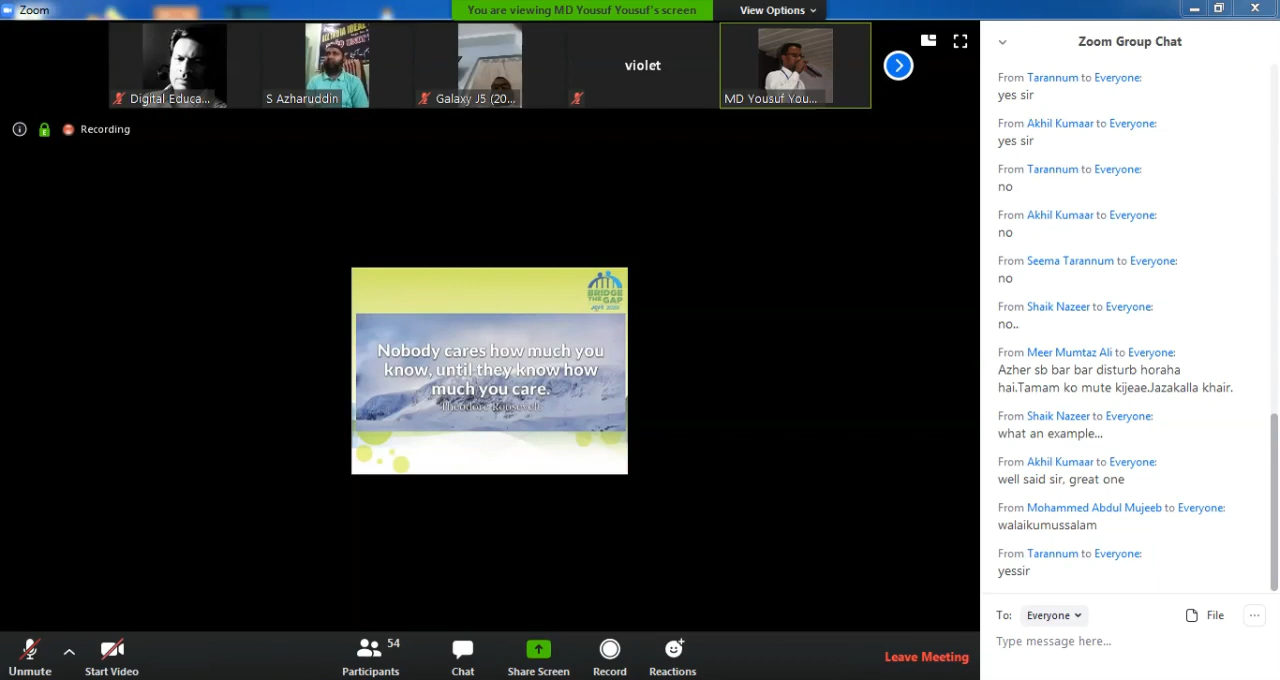 Zoom
You are viewing MD Yousuf Yousuf's screen
View Options
Digital Educa...
S Azharuddin
Galaxy J5 (20...
violet
MD Yousuf You...
Recording
BRIDGE
THE GAP
Nobody cares how much you
know, until they know how
much you care.
Theodore Roosevelt
Unmute
Start Video
54
Participants
Chat
Share Screen
Record
Reactions
Leave Meeting
Zoom Group Chat
From Tarannum to Everyone:
yes sir
From Akhil Kumaar to Everyone:
yes sir
From Tarannum to Everyone:
no
From Akhil Kumaar to Everyone:
no
From Seema Tarannum to Everyone:
no
From Shaik Nazeer to Everyone:
no..
From Meer Mumtaz Ali to Everyone:
Azher sb bar bar disturb horaha
hai.Tamam ko mute kijeae.Jazakalla khair.
From Shaik Nazeer to Everyone:
what an example...
From Akhil Kumaar to Everyone:
well said sir, great one
From Mohammed Abdul Mujeeb to Everyone:
walaikumussalam
From Tarannum to Everyone:
yessir
To: Everyone
File
Type message here...